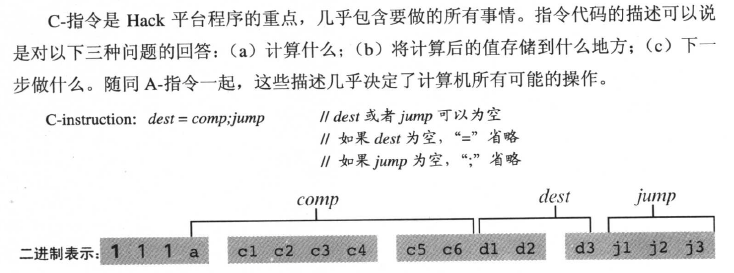 C-指令是 Hack 平台程序的重点，几乎包含要做的所有事情。指令代码的描述可以说
是对以下三种问题的回答：（a）计算什么；（b）将计算后的值存储到什么地方；（c）下一
步做什么。随同 A-指令一起，这些描述几乎决定了计算机所有可能的操作。
C-instruction: dest = comp;jump // dest 或者 jump 可以为空
// 如果 dest 为空，“=” 省略
// 如果 jump 为空，“;” 省略
comp dest jump
二进制表示: 1 1 1 a c1 c2 c3 c4 c5 c6 d1 d2 d3 j1 j2 j3